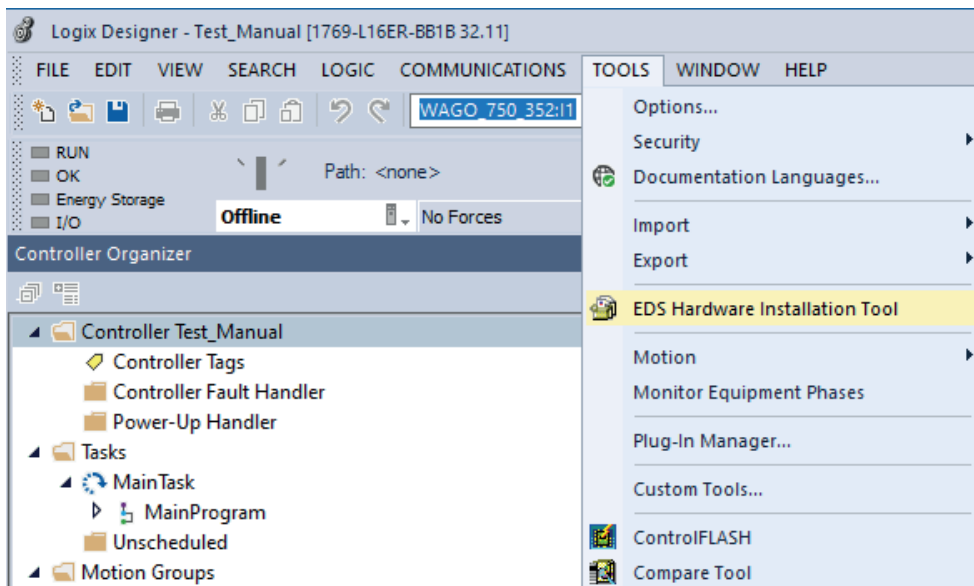 Logix Designer - Test_Manual [1769-L16ER-BB1B 32.11]
FILE EDIT VIEW SEARCH LOGIC COMMUNICATIONS TOOLS WINDOW HELP
WAGO_750_352:I1
RUN
OK
Energy Storage
I/O
Path: <none>
Offline
No Forces
Controller Organizer
Controller Test_Manual
Controller Tags
Controller Fault Handler
Power-Up Handler
Tasks
MainTask
MainProgram
Unscheduled
Motion Groups
Options...
Security
Documentation Languages...
Import
Export
EDS Hardware Installation Tool
Motion
Monitor Equipment Phases
Plug-In Manager...
Custom Tools...
ControlFLASH
Compare Tool